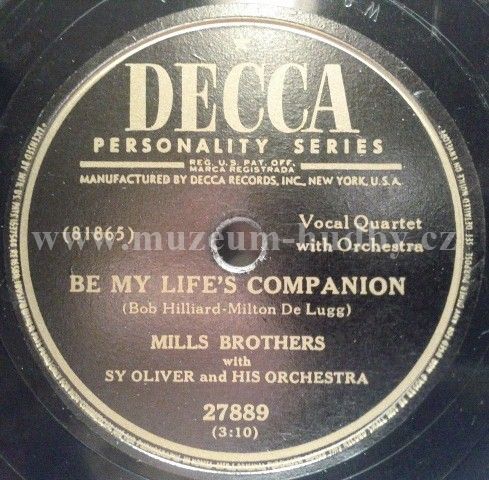 DECCA
PERSONALITY SERIES
REG. U.S. PAT. OFF.
MARCA REGISTRADA
MANUFACTURED BY DECCA RECORDS, INC., NEW YORK, U.S.A.
(81865)
Vocal Quartet
with Orchestra
www.muzeum-hudby.cz
BE MY LIFE'S COMPANION
(Bob Hilliard-Milton De Lugg)
MILLS BROTHERS
with
SY OLIVER and HIS ORCHESTRA
27889
(3:10)